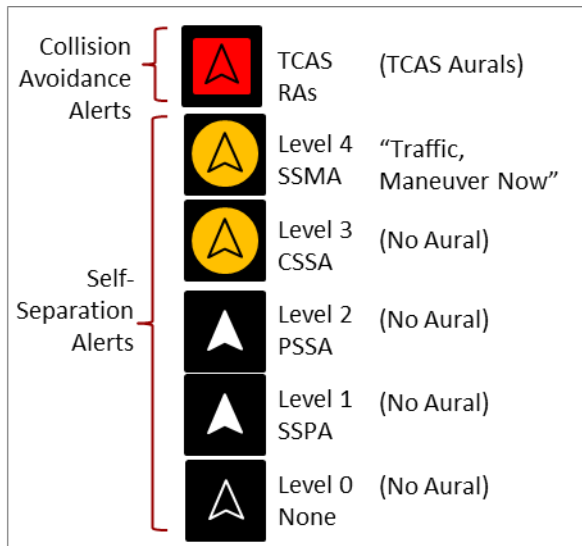 Collision
Avoidance
Alerts
TCAS
RAs
(TCAS Aurals)
Self-
Separation
Alerts
Level 4
SSMA
“Traffic,
Maneuver Now”
Level 3
CSSA
(No Aural)
Level 2
PSSA
(No Aural)
Level 1
SSPA
(No Aural)
Level 0
None
(No Aural)